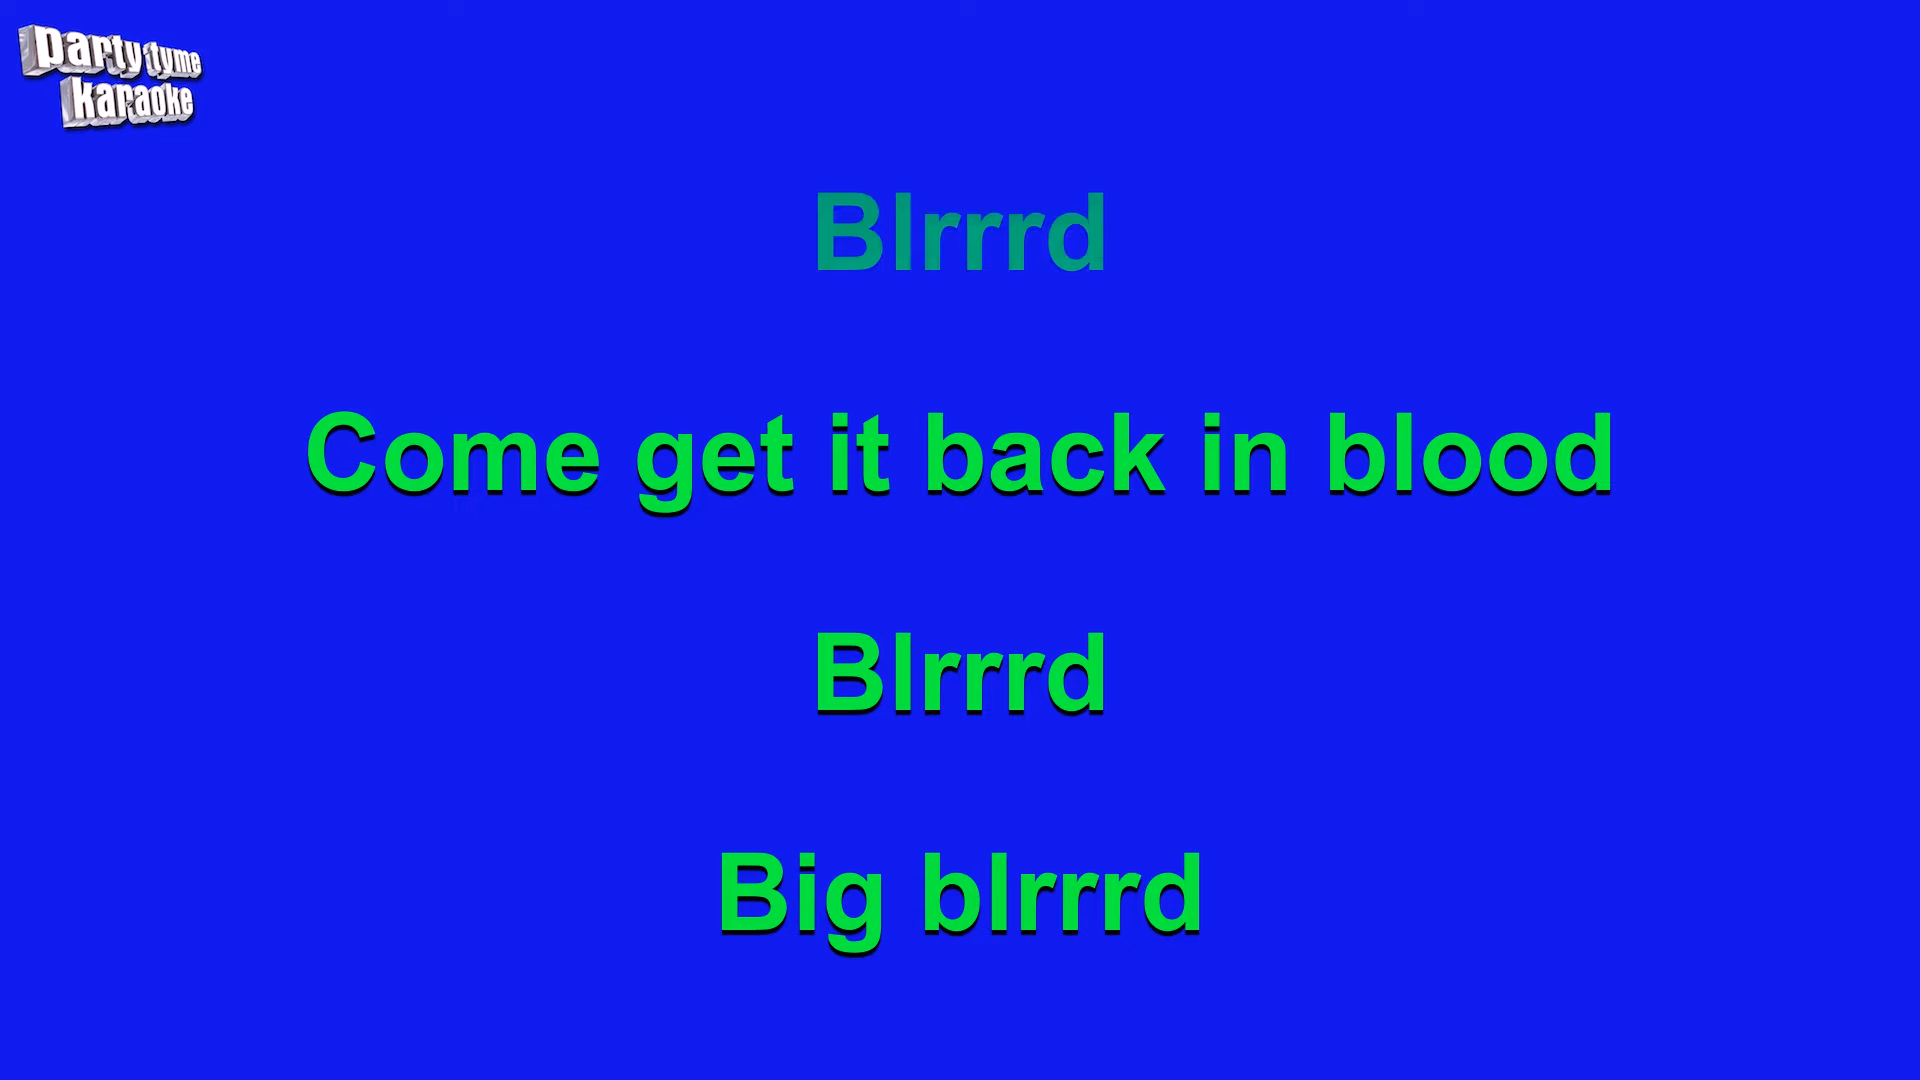 party tyme
karaoke
Blrrrd
Come get it back in blood
Blrrrd
Big blrrrd